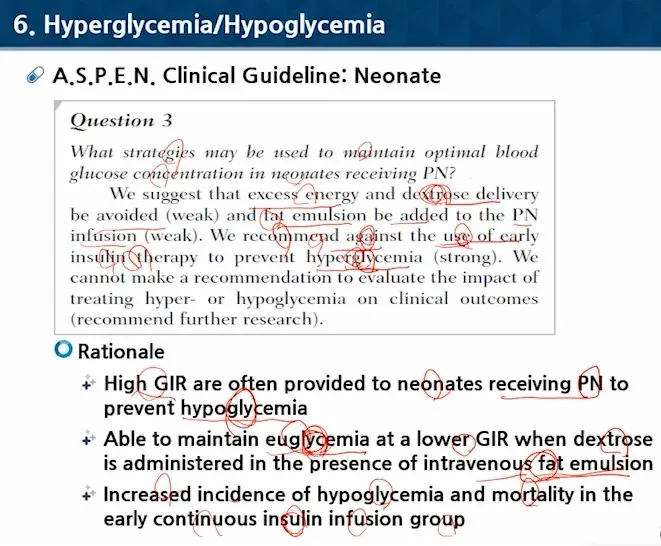 6. Hyperglycemia/Hypoglycemia
A.S.P.E.N. Clinical Guideline: Neonate
Question 3
What strategies may be used to maintain optimal blood
glucose concentration in neonates receiving PN?
We suggest that excess energy and dextrose delivery
be avoided (weak) and fat emulsion be added to the PN
infusion (weak). We recommend against the use of early
insulin therapy to prevent hyperglycemia (strong). We
cannot make a recommendation to evaluate the impact of
treating hyper- or hypoglycemia on clinical outcomes
(recommend further research).
Rationale
High GIR are often provided to neonates receiving PN to
prevent hypoglycemia
Able to maintain euglycemia at a lower GIR when dextrose
is administered in the presence of intravenous fat emulsion
Increased incidence of hypoglycemia and mortality in the
early continuous insulin infusion group